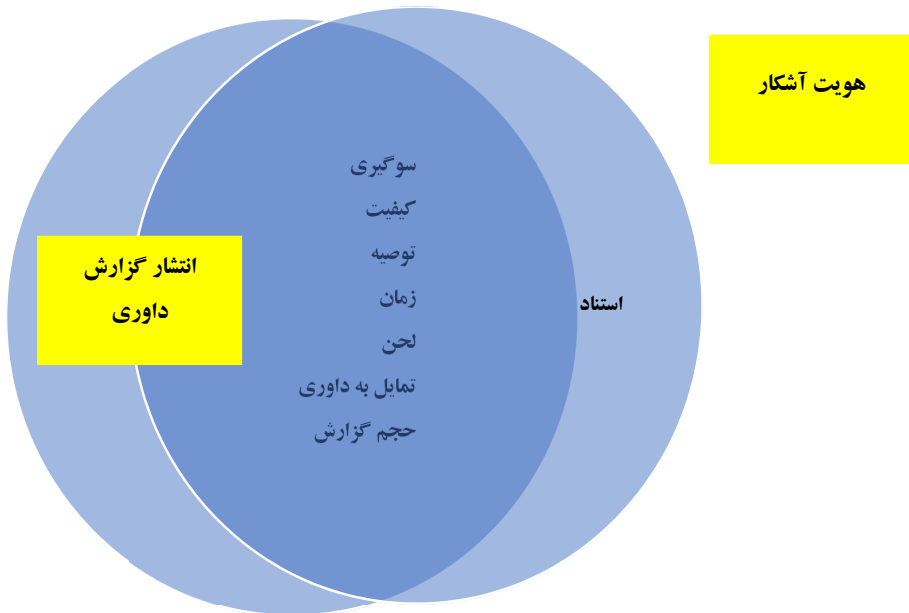 هویت آشکار
سوگیری
کیفیت
توصیه
زمان
لحن
تمایل به داوری
حجم گزارش
استناد
انتشار گزارش
داوری